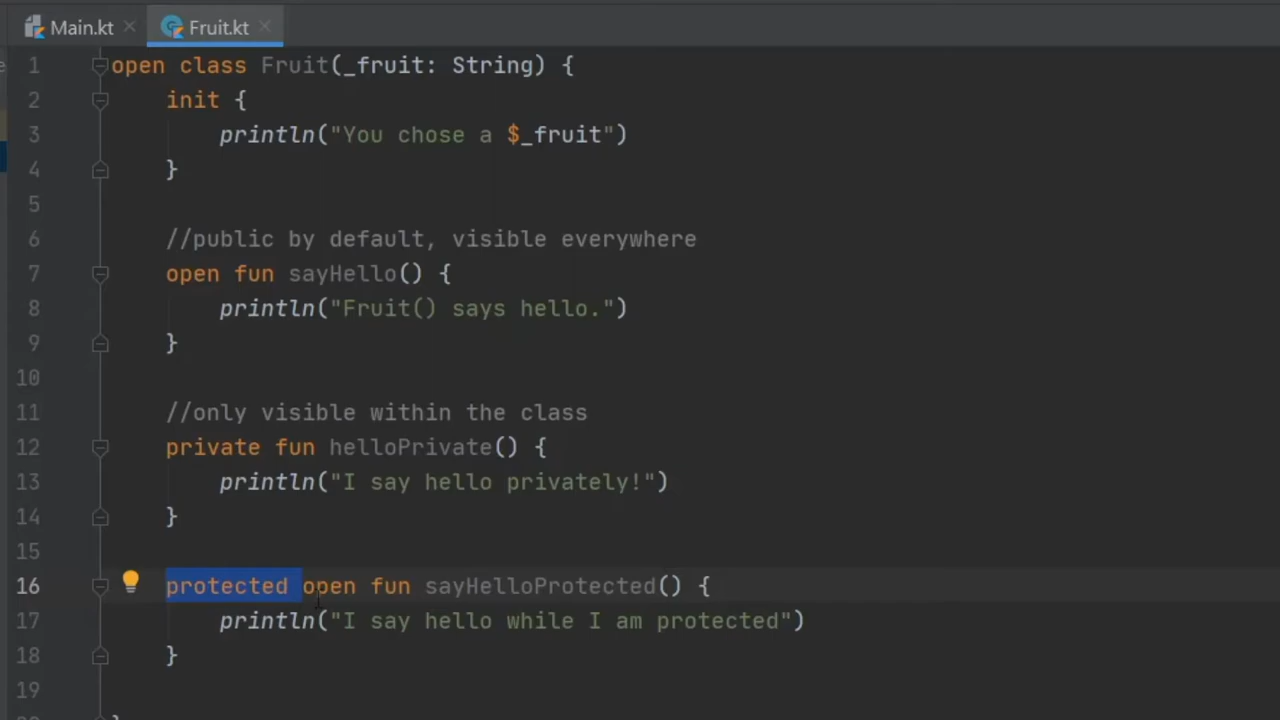 Main.kt Fruit.kt
1 open class Fruit(_fruit: String) {
2     init {
3         println("You chose a $_fruit")
4     }
5
6     //public by default, visible everywhere
7     open fun sayHello() {
8         println("Fruit() says hello.")
9     }
10
11     //only visible within the class
12     private fun helloPrivate() {
13         println("I say hello privately!")
14     }
15
16     protected open fun sayHelloProtected() {
17         println("I say hello while I am protected")
18     }
19